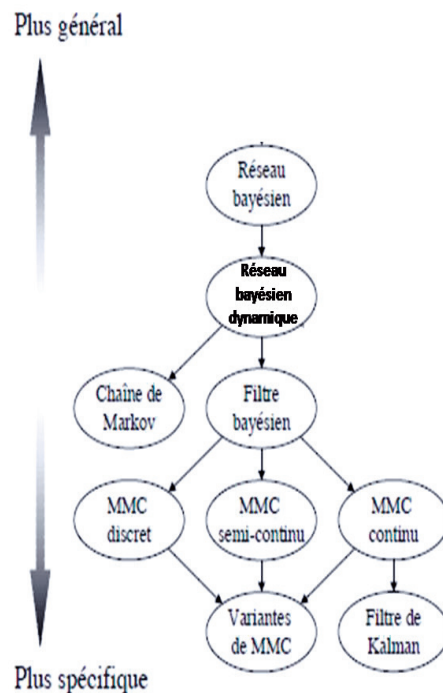 Plus général
Réseau
bayésien
Réseau
bayésien
dynamique
Chaîne de
Markov
Filtre
bayésien
MMC
discret
MMC
semi-continu
MMC
continu
Variantes
de MMC
Filtre de
Kalman
Plus spécifique